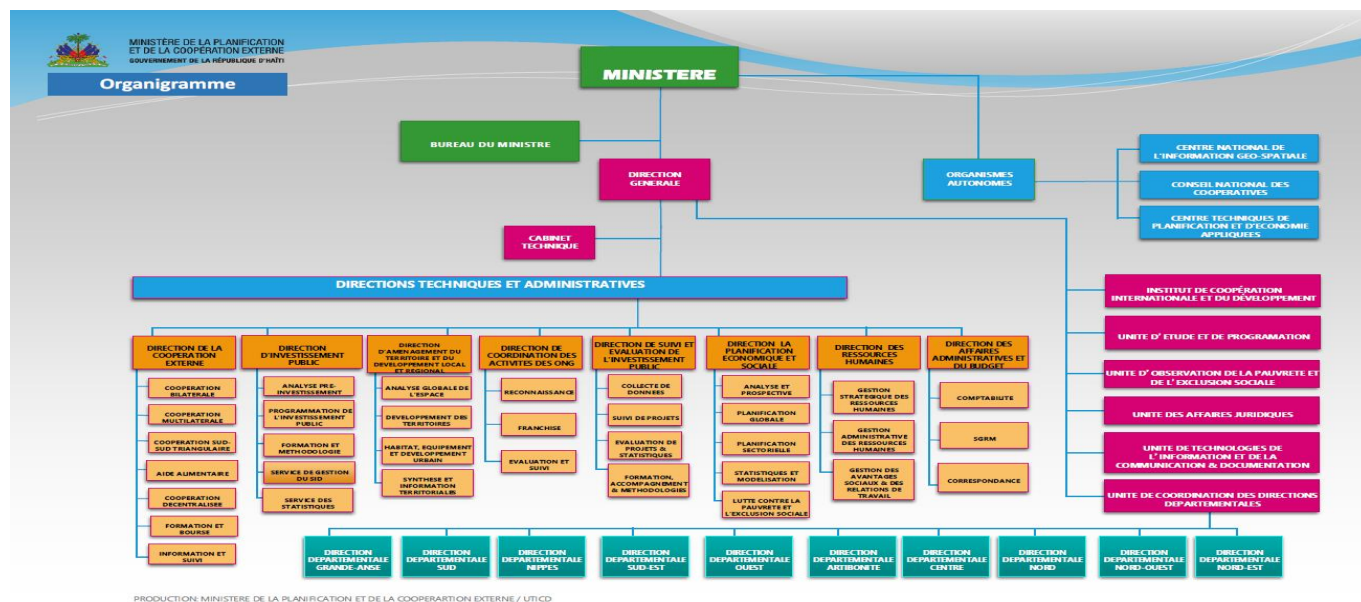 MINISTÈRE DE LA PLANIFICATION
ET DE LA COOPÉRATION EXTERNE
GOUVERNEMENT DE LA RÉPUBLIQUE D'HAÏTI
Organigramme
MINISTERE
BUREAU DU MINISTRE
DIRECTION
GENERALE
ORGANISMES
AUTONOMES
CENTRE NATIONAL DE
L'INFORMATION GEO-SPATIALE
CONSEIL NATIONAL DES
COOPERATIVES
CENTRE TECHNIQUES DE
PLANIFICATION ET D'ECONOMIE
APPLIQUEES
CABINET
TECHNIQUE
DIRECTIONS TECHNIQUES ET ADMINISTRATIVES
INSTITUT DE COOPÉRATION
INTERNATIONALE ET DU DÉVELOPPEMENT
UNITE D' ETUDE ET DE PROGRAMATION
UNITE D' OBSERVATION DE LA PAUVRETE ET
DE L' EXCLUSION SOCIALE
UNITE DES AFFAIRES JURIDIQUES
UNITE DE TECHNOLOGIES DE
L' INFORMATION ET DE LA
COMMUNICATION & DOCUMENTATION
UNITE DE COORDINATION DES DIRECTIONS
DEPARTEMENTALES
DIRECTION DE LA
COOPERATION
EXTERNE
COOPERATION
BILATERALE
COOPERATION
MULTILATERALE
COOPERATION SUD-
SUD TRIANGULAIRE
AIDE ALIMENTAIRE
COOPERATION
DECENTRALISEE
FORMATION ET
BOURSE
INFORMATION ET
SUIVI
DIRECTION
D'INVESTISSEMENT
PUBLIC
ANALYSE PRE-
INVESTISSEMENT
PROGRAMMATION DE
L'INVESTISSEMENT
PUBLIC
FORMATION ET
METHODOLOGIE
SERVICE DE GESTION
DU SID
SERVICE DES
STATISTIQUES
DIRECTION
D'AMENAGEMENT DU
TERRITOIRE ET DU
DEVELOPPEMENT LOCAL
ET RÉGIONAL
ANALYSE GLOBALE DE
L'ESPACE
DEVELOPPEMENT DES
TERRITOIRES
HABITAT, EQUIPEMENT
ET DEVELOPPEMENT
URBAIN
SYNTHESE ET
INFORMATION
TERRITORIALES
DIRECTION DE
COORDINATION DES
ACTIVITES DES ONG
RECONNAISSANCE
FRANCHISE
EVALUATION ET
SUIVI
DIRECTION DE SUIVI ET
EVALUATION DE
L'INVESTISSEMENT
PUBLIC
COLLECTE DE
DONNEES
SUIVI DE PROJETS
EVALUATION DE
PROJETS &
STATISTIQUES
FORMATION,
ACCOMPAGNEMENT
& METHODOLOGIES
DIRECTION LA
PLANIFICATION
ECONOMIQUE ET
SOCIALE
ANALYSE ET
PROSPECTIVE
PLANIFICATION
GLOBALE
PLANIFICATION
SECTORIELLE
STATISTIQUES ET
MODELISATION
LUTTE CONTRE LA
PAUVRETE ET
L'EXCLUSION SOCIALE
DIRECTION DES
RESSOURCES
HUMAINES
GESTION
STRATEGIQUE DES
RESSOURCES
HUMAINES
GESTION
ADMINISTRATIVE
DES RESSOURCES
HUMAINES
GESTION DES
AVANTAGES
SOCIAUX & DES
RELATIONS DE
TRAVAIL
DIRECTION DES
AFFAIRES
ADMINISTRATIVES ET
DU BUDGET
COMPTABILITE
SGRM
CORRESPONDANCE
DIRECTION
DEPARTEMENTALE
GRANDE-ANSE
DIRECTION
DEPARTEMENTALE
SUD
DIRECTION
DEPARTEMENTALE
NIPPES
DIRECTION
DEPARTEMENTALE
SUD-EST
DIRECTION
DEPARTEMENTALE
OUEST
DIRECTION
DEPARTEMENTALE
ARTIBONITE
DIRECTION
DEPARTEMENTALE
CENTRE
DIRECTION
DEPARTEMENTALE
NORD
DIRECTION
DEPARTEMENTALE
NORD-OUEST
DIRECTION
DEPARTEMENTALE
NORD-EST
PRODUCTION: MINISTERE DE LA PLANIFICATION ET DE LA COOPERARTION EXTERNE / UTICD